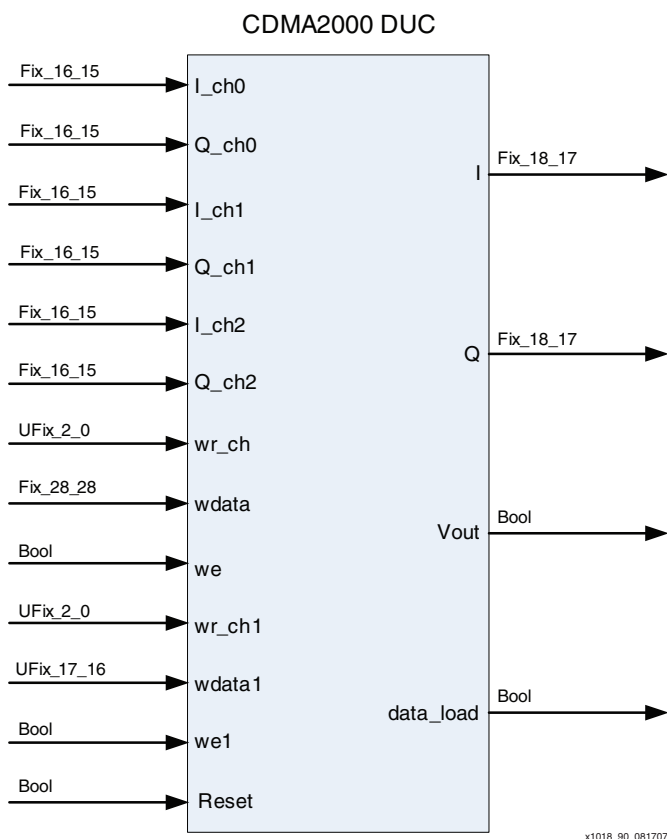 CDMA2000 DUC
Fix_16_15
I_ch0
Fix_16_15
Q_ch0
Fix_16_15
I_ch1
Fix_16_15
Q_ch1
Fix_16_15
I_ch2
Fix_16_15
Q_ch2
UFix_2_0
wr_ch
Fix_28_28
wdata
Bool
we
UFix_2_0
wr_ch1
UFix_17_16
wdata1
Bool
we1
Bool
Reset
I
Fix_18_17
Q
Fix_18_17
Vout
Bool
data_load
Bool
x1018_90_081707